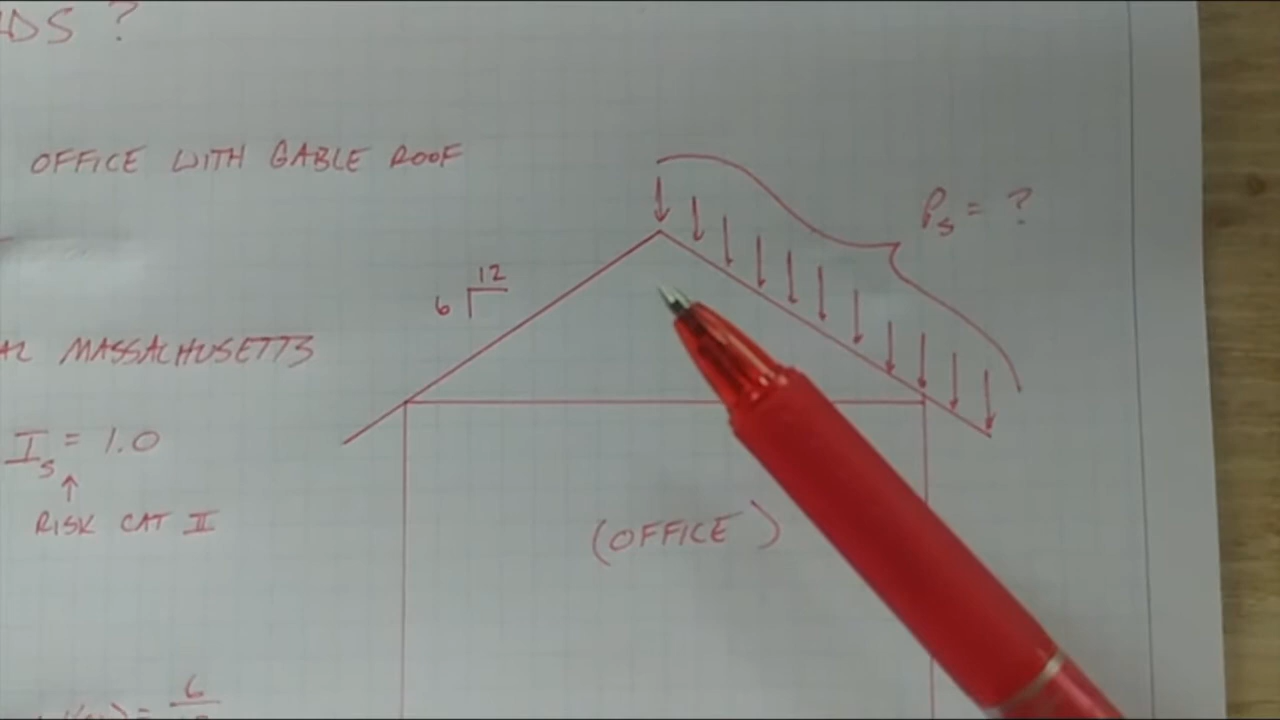 ?
OFFICE WITH GABLE ROOF
Ps = ?
12
6
MASSACHUSETTS
Is = 1.0
RISK CAT II
(OFFICE)
= 6